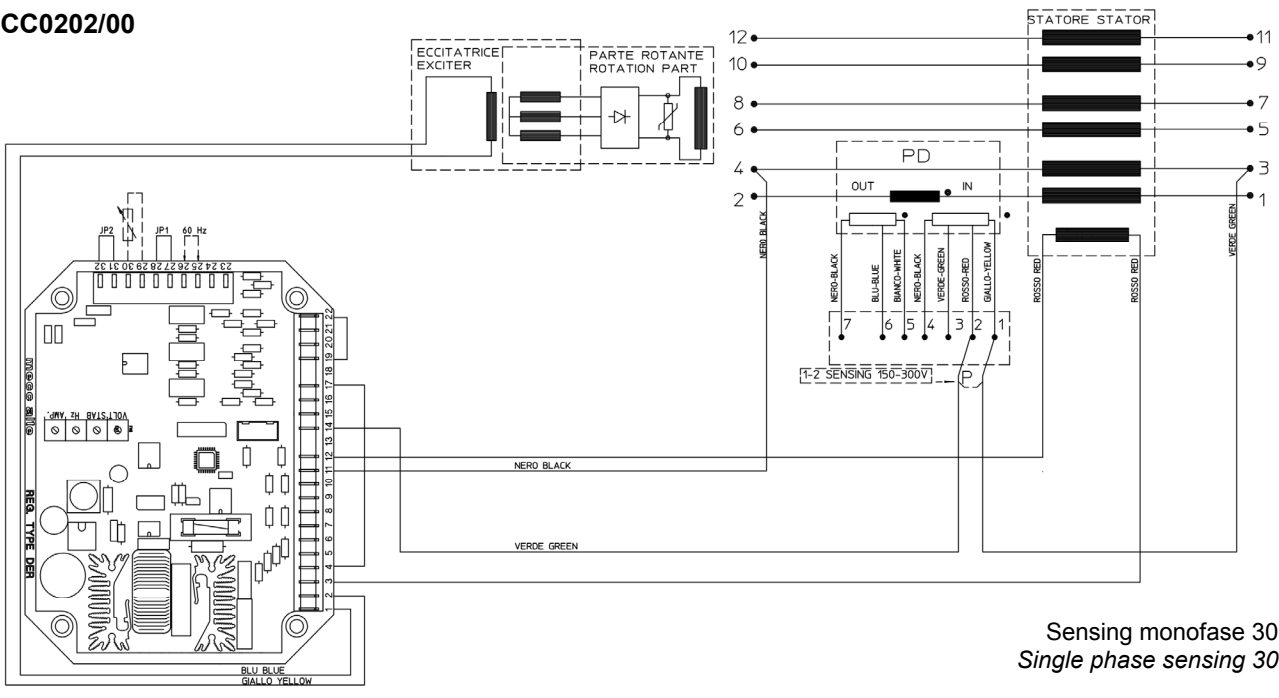 CC0202/00
ECCITATRICE
EXCITER
PARTE ROTANTE
ROTATION PART
STATORE STATOR
12
11
10
9
8
7
6
5
4
3
2
1
PD
OUT
IN
NERO BLACK
VERDE GREEN
NERO-BLACK
BLU-BLUE
BIANCO-WHITE
NERO-BLACK
VERDE-GREEN
ROSSO-RED
GIALLO-YELLOW
ROSSO RED
ROSSO RED
7 6 5 4 3 2 1
1-2 SENSING 150-300V
P
JP2
JP1
60 Hz
32 31 30 29 28 27 26 25 24 23
22
21
20
19
18
17
16
15
14
13
12
11
10
9
8
7
6
5
4
3
2
1
mecc alte
VOLT STAB Hz AMP.
REG. TYPE DER
NERO BLACK
VERDE GREEN
BLU BLUE
GIALLO YELLOW
Sensing monofase 30
Single phase sensing 30